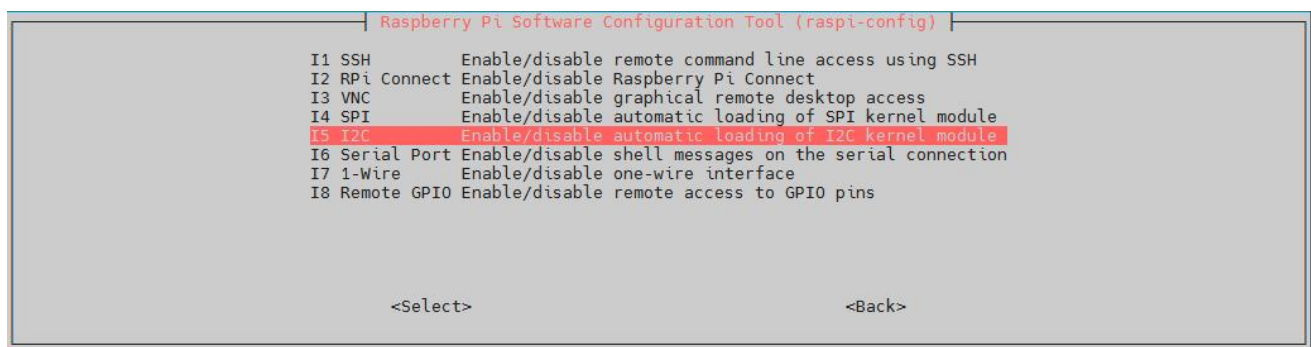 Raspberry Pi Software Configuration Tool (raspi-config)
I1 SSH Enable/disable remote command line access using SSH
I2 RPi Connect Enable/disable Raspberry Pi Connect
I3 VNC Enable/disable graphical remote desktop access
I4 SPI Enable/disable automatic loading of SPI kernel module
I5 I2C Enable/disable automatic loading of I2C kernel module
I6 Serial Port Enable/disable shell messages on the serial connection
I7 1-Wire Enable/disable one-wire interface
I8 Remote GPIO Enable/disable remote access to GPIO pins
<Select> <Back>